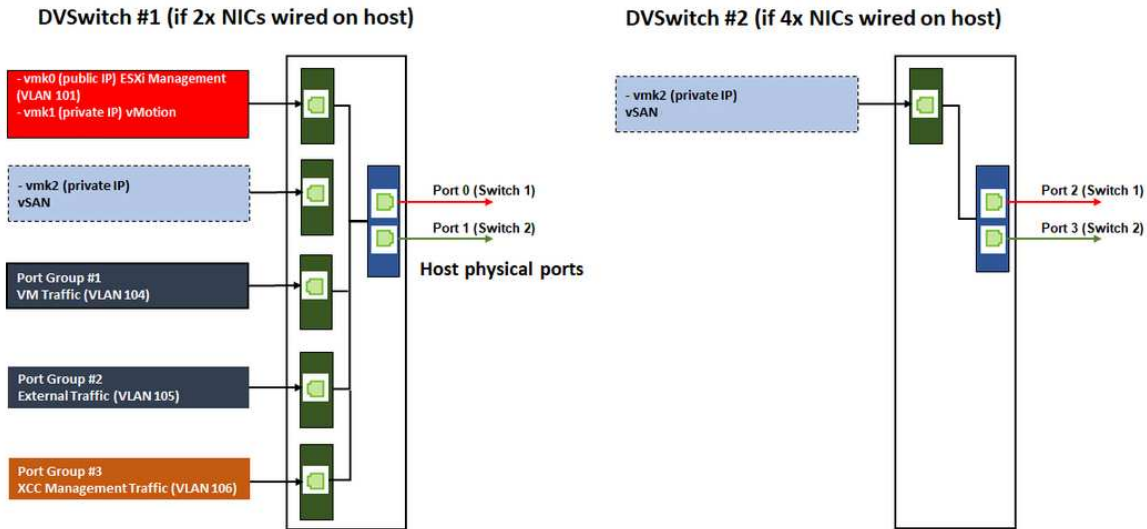 DVSwitch #1 (if 2x NICs wired on host)
DVSwitch #2 (if 4x NICs wired on host)
- vmk0 (public IP) ESXi Management
(VLAN 101)
- vmk1 (private IP) vMotion
- vmk2 (private IP)
vSAN
Port Group #1
VM Traffic (VLAN 104)
Port Group #2
External Traffic (VLAN 105)
Port Group #3
XCC Management Traffic (VLAN 106)
Port 0 (Switch 1)
Port 1 (Switch 2)
Host physical ports
- vmk2 (private IP)
vSAN
Port 2 (Switch 1)
Port 3 (Switch 2)